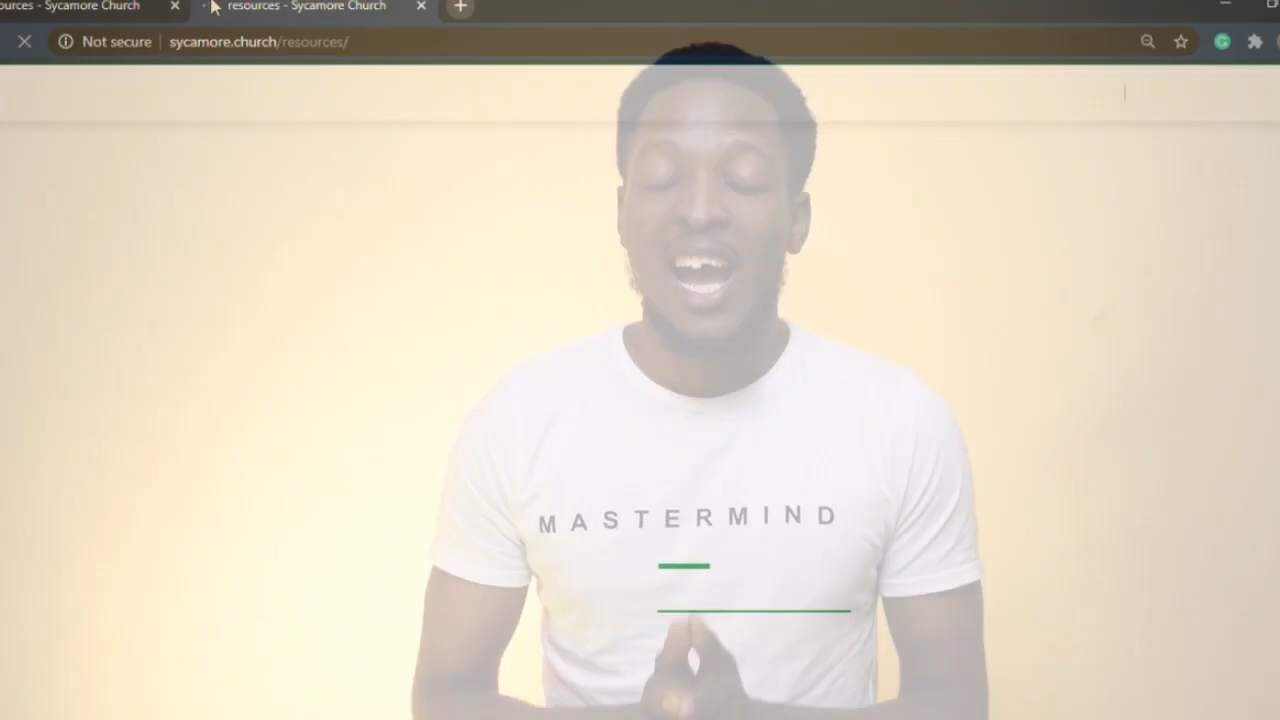 ources - Sycamore Church
resources - Sycamore Church
Not secure
sycamore.church/resources/
MASTERMIND